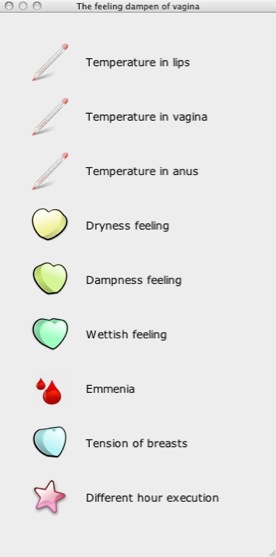 The feeling dampen of vagina
Temperature in lips
Temperature in vagina
Temperature in anus
Dryness feeling
Dampness feeling
Wettish feeling
Emmenia
Tension of breasts
Different hour execution